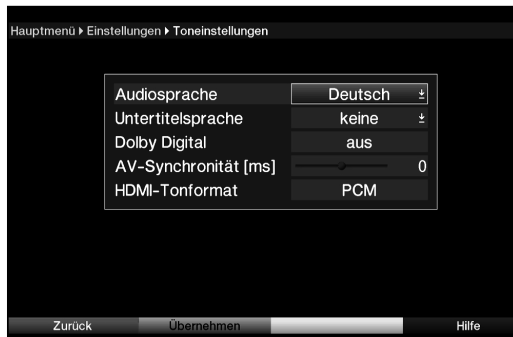 Hauptmenü ▸ Einstellungen ▸ Toneinstellungen
Audiosprache Deutsch
Untertitelsprache keine
Dolby Digital aus
AV-Synchronität [ms] 0
HDMI-Tonformat PCM
Zurück Übernehmen Hilfe